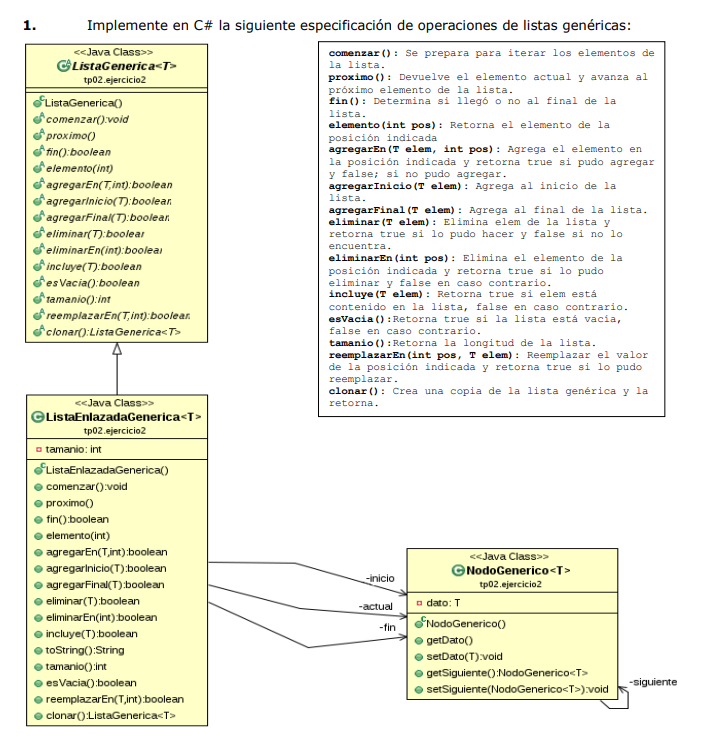 1. Implemente en C# la siguiente especificación de operaciones de listas genéricas:
<<Java Class>>
ListaGenerica<T>
tp02.ejercicio2
ListaGenerica()
comenzar():void
proximo()
fin():boolean
elemento(int)
agregarEn(T,int):boolean
agregarInicio(T):boolean
agregarFinal(T):boolean
eliminar(T):boolean
eliminarEn(int):boolean
incluye(T):boolean
esVacia():boolean
tamanio():int
reemplazarEn(T,int):boolean
clonar():ListaGenerica<T>
comenzar(): Se prepara para iterar los elementos de
la lista.
proximo(): Devuelve el elemento actual y avanza al
próximo elemento de la lista.
fin(): Determina si llegó o no al final de la
lista.
elemento(int pos): Retorna el elemento de la
posición indicada
agregarEn(T elem, int pos): Agrega el elemento en
la posición indicada y retorna true si pudo agregar
y false; si no pudo agregar.
agregarInicio(T elem): Agrega al inicio de la
lista.
agregarFinal(T elem): Agrega al final de la lista.
eliminar(T elem): Elimina elem de la lista y
retorna true si lo pudo hacer y false si no lo
encuentra.
eliminarEn(int pos): Elimina el elemento de la
posición indicada y retorna true si lo pudo
eliminar y false en caso contrario.
incluye(T elem): Retorna true si elem está
contenido en la lista, false en caso contrario.
esVacia():Retorna true si la lista está vacía,
false en caso contrario.
tamanio():Retorna la longitud de la lista.
reemplazarEn(int pos, T elem): Reemplazar el valor
de la posición indicada y retorna true si lo pudo
reemplazar.
clonar(): Crea una copia de la lista genérica y la
retorna.
<<Java Class>>
ListaEnlazadaGenerica<T>
tp02.ejercicio2
tamanio: int
ListaEnlazadaGenerica()
comenzar():void
proximo()
fin():boolean
elemento(int)
agregarEn(T,int):boolean
agregarInicio(T):boolean
agregarFinal(T):boolean
eliminar(T):boolean
eliminarEn(int):boolean
incluye(T):boolean
toString():String
tamanio():int
esVacia():boolean
reemplazarEn(T,int):boolean
clonar():ListaGenerica<T>
-inicio
-actual
-fin
<<Java Class>>
NodoGenerico<T>
tp02.ejercicio2
dato: T
NodoGenerico()
getDato()
setDato(T):void
getSiguiente():NodoGenerico<T>
setSiguiente(NodoGenerico<T>):void
-siguiente